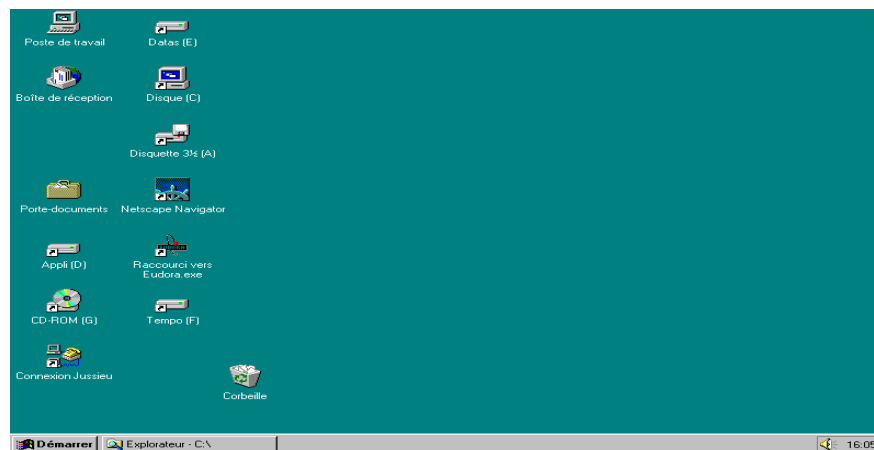 Poste de travail
Datas (E)
Boîte de réception
Disque (C)
Disquette 3½ (A)
Porte-documents
Netscape Navigator
Appli (D)
Raccourci vers
Eudora.exe
CD-ROM (G)
Tempo (F)
Connexion Jussieu
Corbeille
Démarrer
Explorateur - C:\
16:05